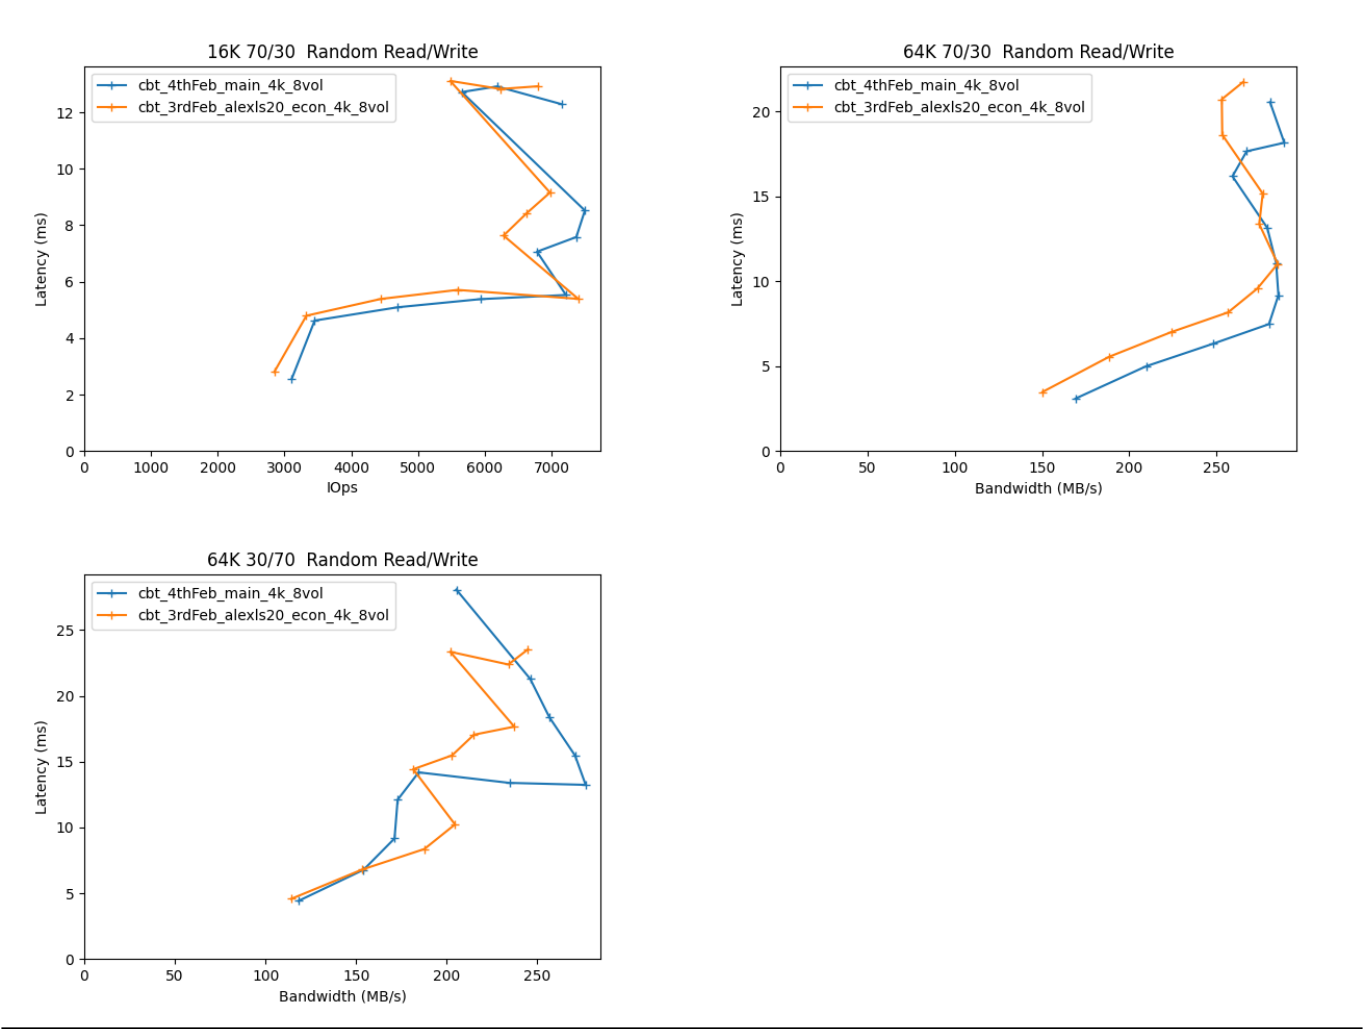 16K 70/30  Random Read/Write
cbt_4thFeb_main_4k_8vol
cbt_3rdFeb_alexls20_econ_4k_8vol
Latency (ms)
12
10
8
6
4
2
0
0 1000 2000 3000 4000 5000 6000 7000
IOps
64K 70/30  Random Read/Write
cbt_4thFeb_main_4k_8vol
cbt_3rdFeb_alexls20_econ_4k_8vol
Latency (ms)
20
15
10
5
0
0 50 100 150 200 250
Bandwidth (MB/s)
64K 30/70  Random Read/Write
cbt_4thFeb_main_4k_8vol
cbt_3rdFeb_alexls20_econ_4k_8vol
Latency (ms)
25
20
15
10
5
0
0 50 100 150 200 250
Bandwidth (MB/s)